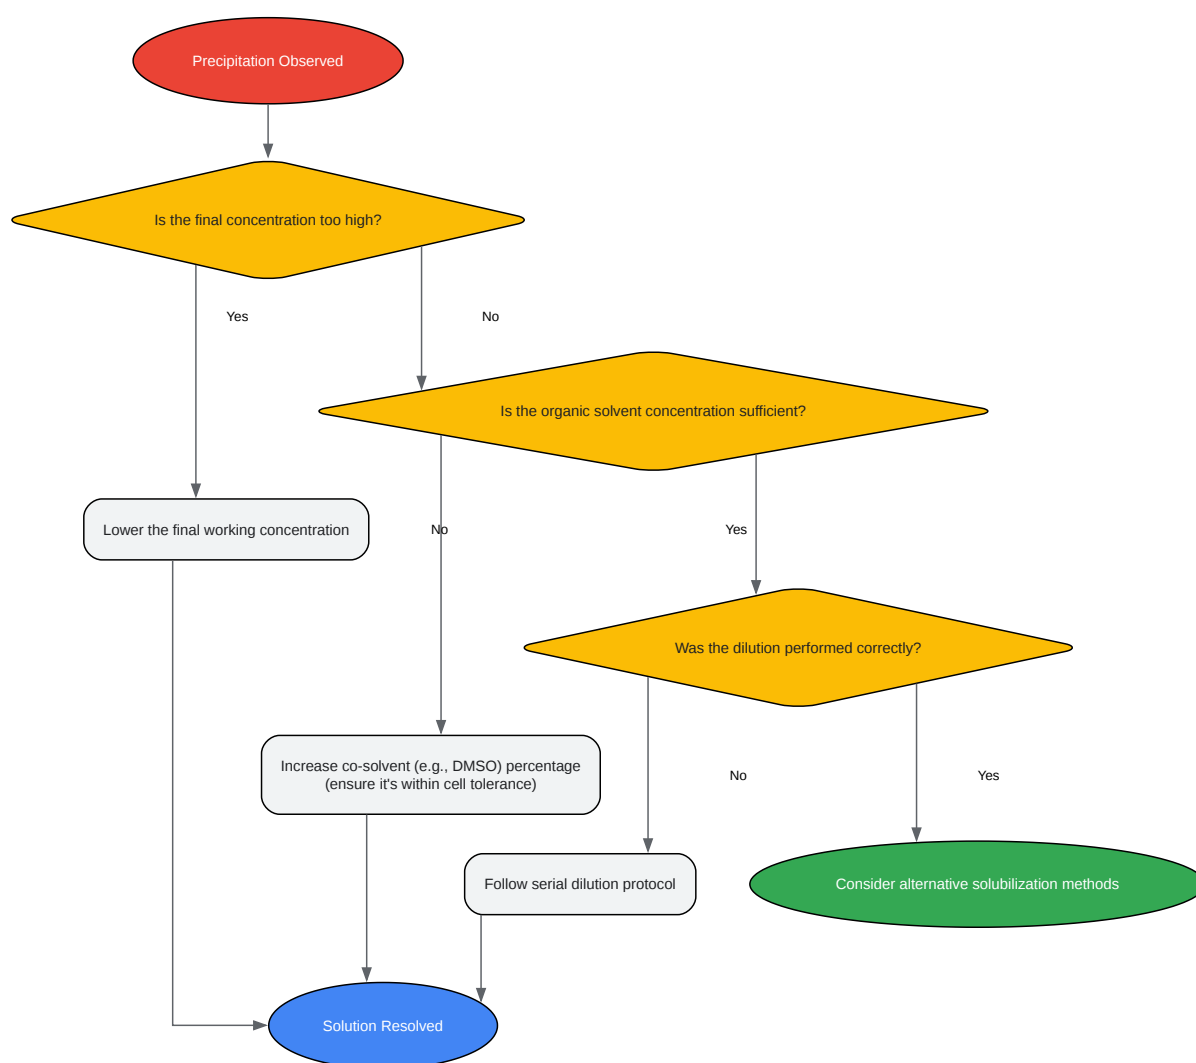 Precipitation Observed
Is the final concentration too high?
Yes
No
Is the organic solvent concentration sufficient?
Lower the final working concentration
No
Yes
Was the dilution performed correctly?
Increase co-solvent (e.g., DMSO) percentage
(ensure it's within cell tolerance)
No
Yes
Follow serial dilution protocol
Consider alternative solubilization methods
Solution Resolved